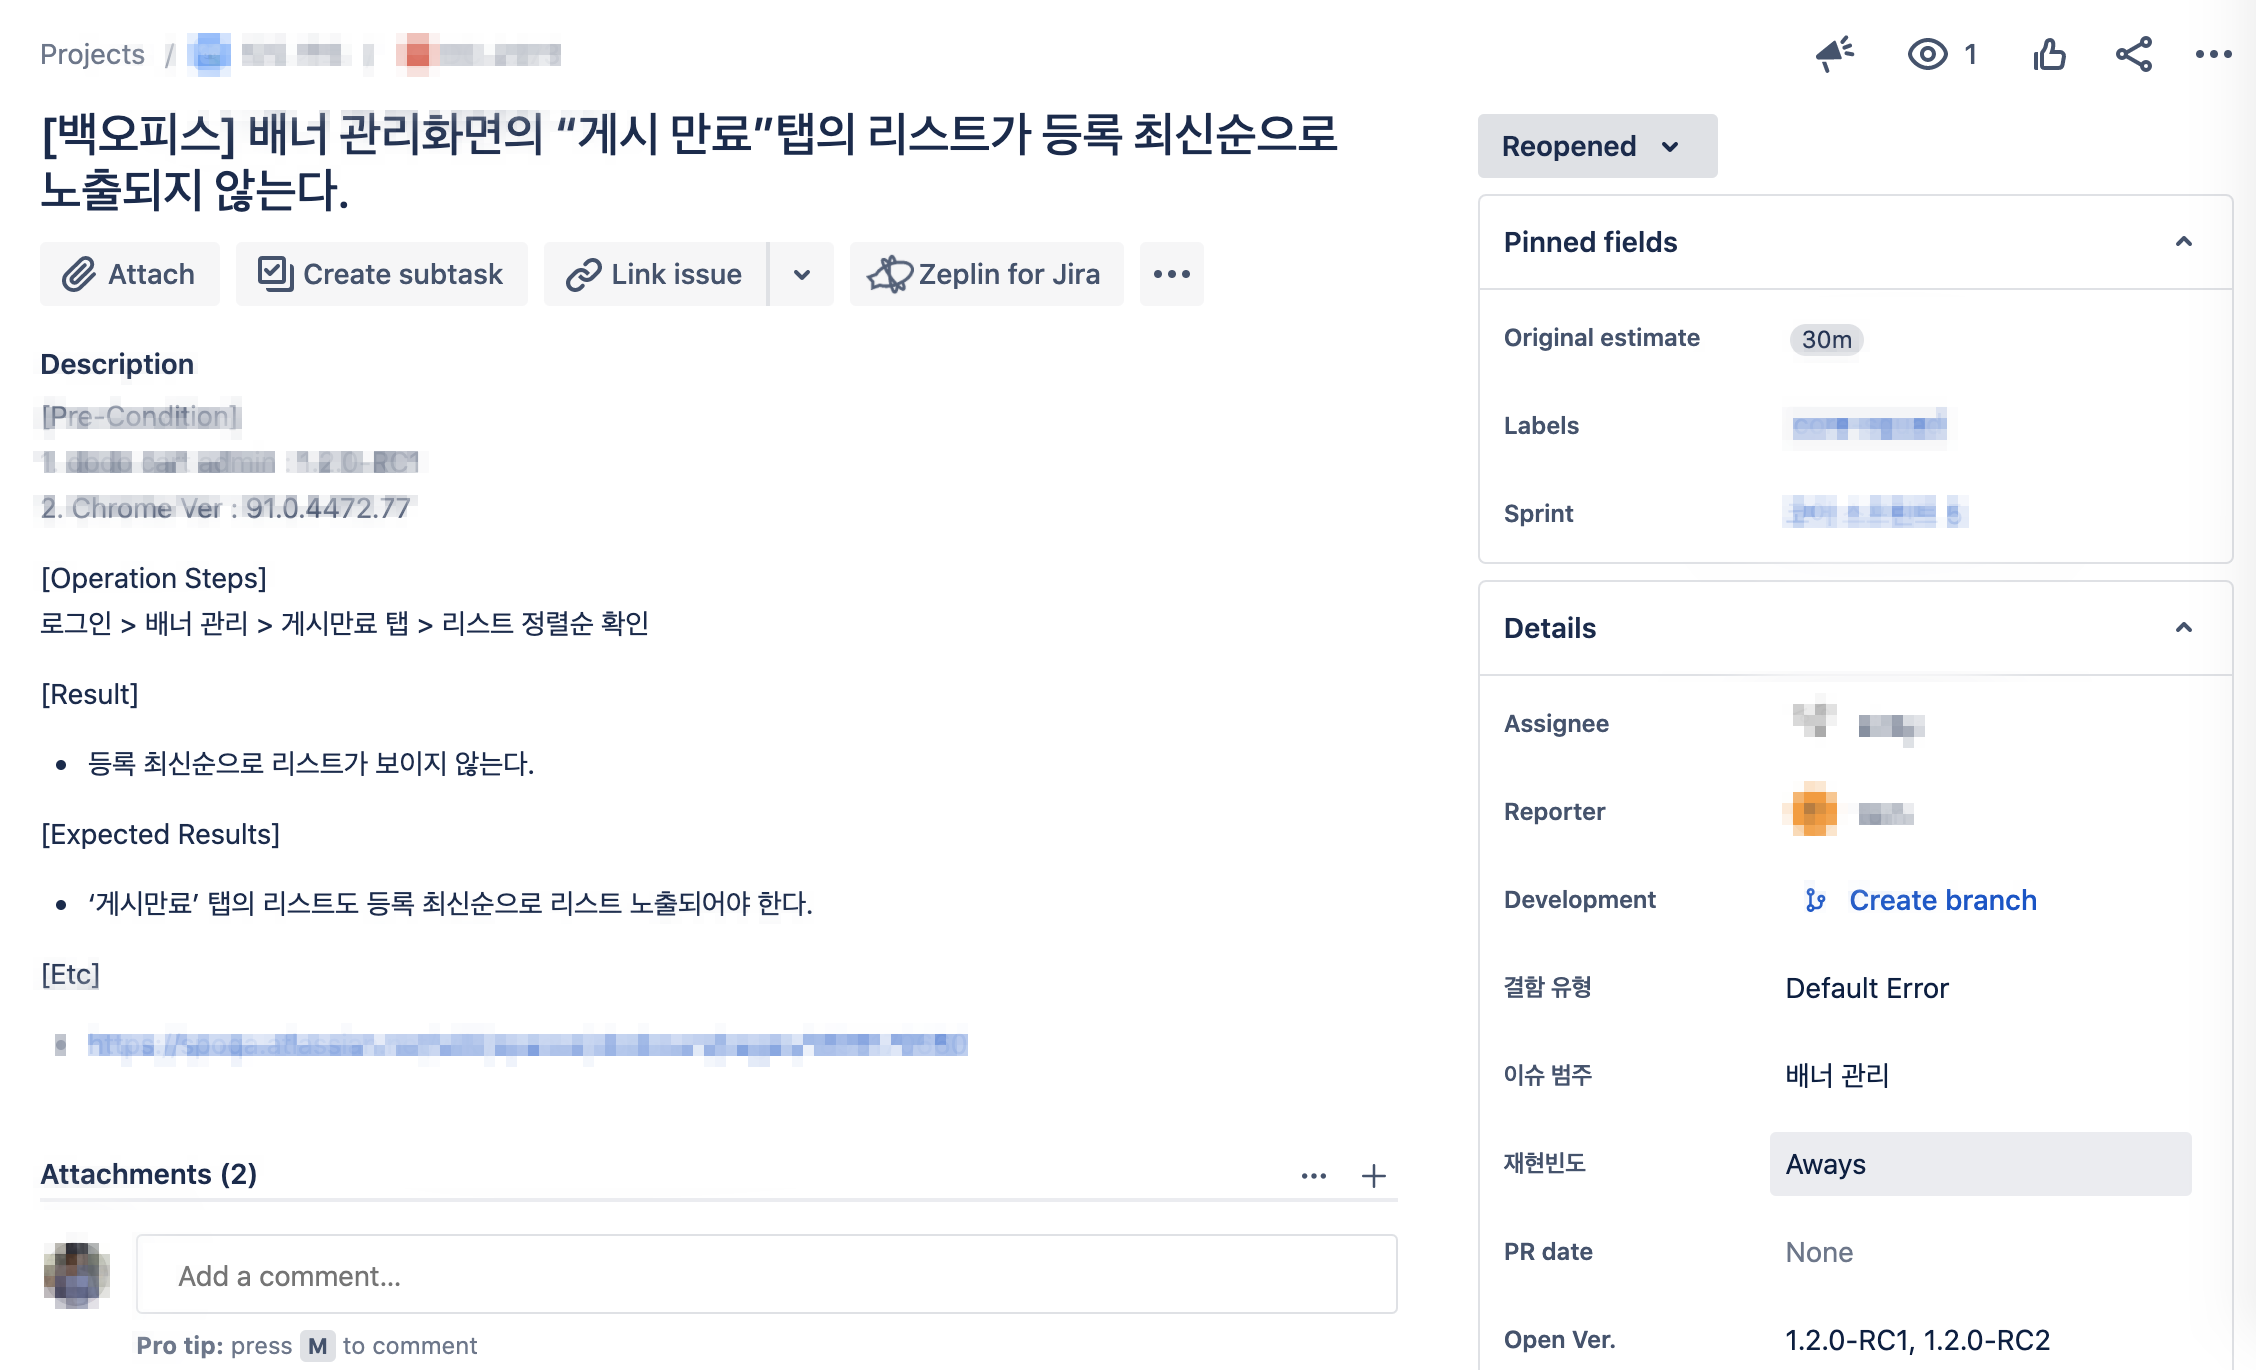 Projects /
[백오피스] 배너 관리화면의 “게시 만료”탭의 리스트가 등록 최신순으로
노출되지 않는다.
Attach
Create subtask
Link issue
Zeplin for Jira
Description
[Pre-Condition]
1. dodo cart admin : 1.2.0-RC1
2. Chrome Ver : 91.0.4472.77
[Operation Steps]
로그인 > 배너 관리 > 게시만료 탭 > 리스트 정렬순 확인
[Result]
• 등록 최신순으로 리스트가 보이지 않는다.
[Expected Results]
• ‘게시만료’ 탭의 리스트도 등록 최신순으로 리스트 노출되어야 한다.
[Etc]
Attachments (2)
Add a comment...
Pro tip: press M to comment
1
Reopened
Pinned fields
Original estimate 30m
Labels
Sprint
Details
Assignee
Reporter
Development Create branch
결함 유형 Default Error
이슈 범주 배너 관리
재현빈도 Aways
PR date None
Open Ver. 1.2.0-RC1, 1.2.0-RC2